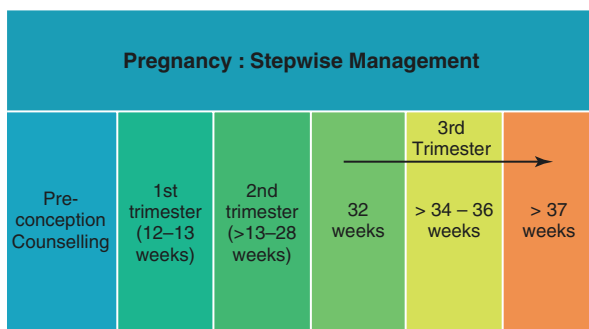 Pregnancy : Stepwise Management
Pre-
conception
Counselling
1st
trimester
(12–13
weeks)
2nd
trimester
(>13–28
weeks)
3rd
Trimester
32
weeks
> 34 – 36
weeks
> 37
weeks